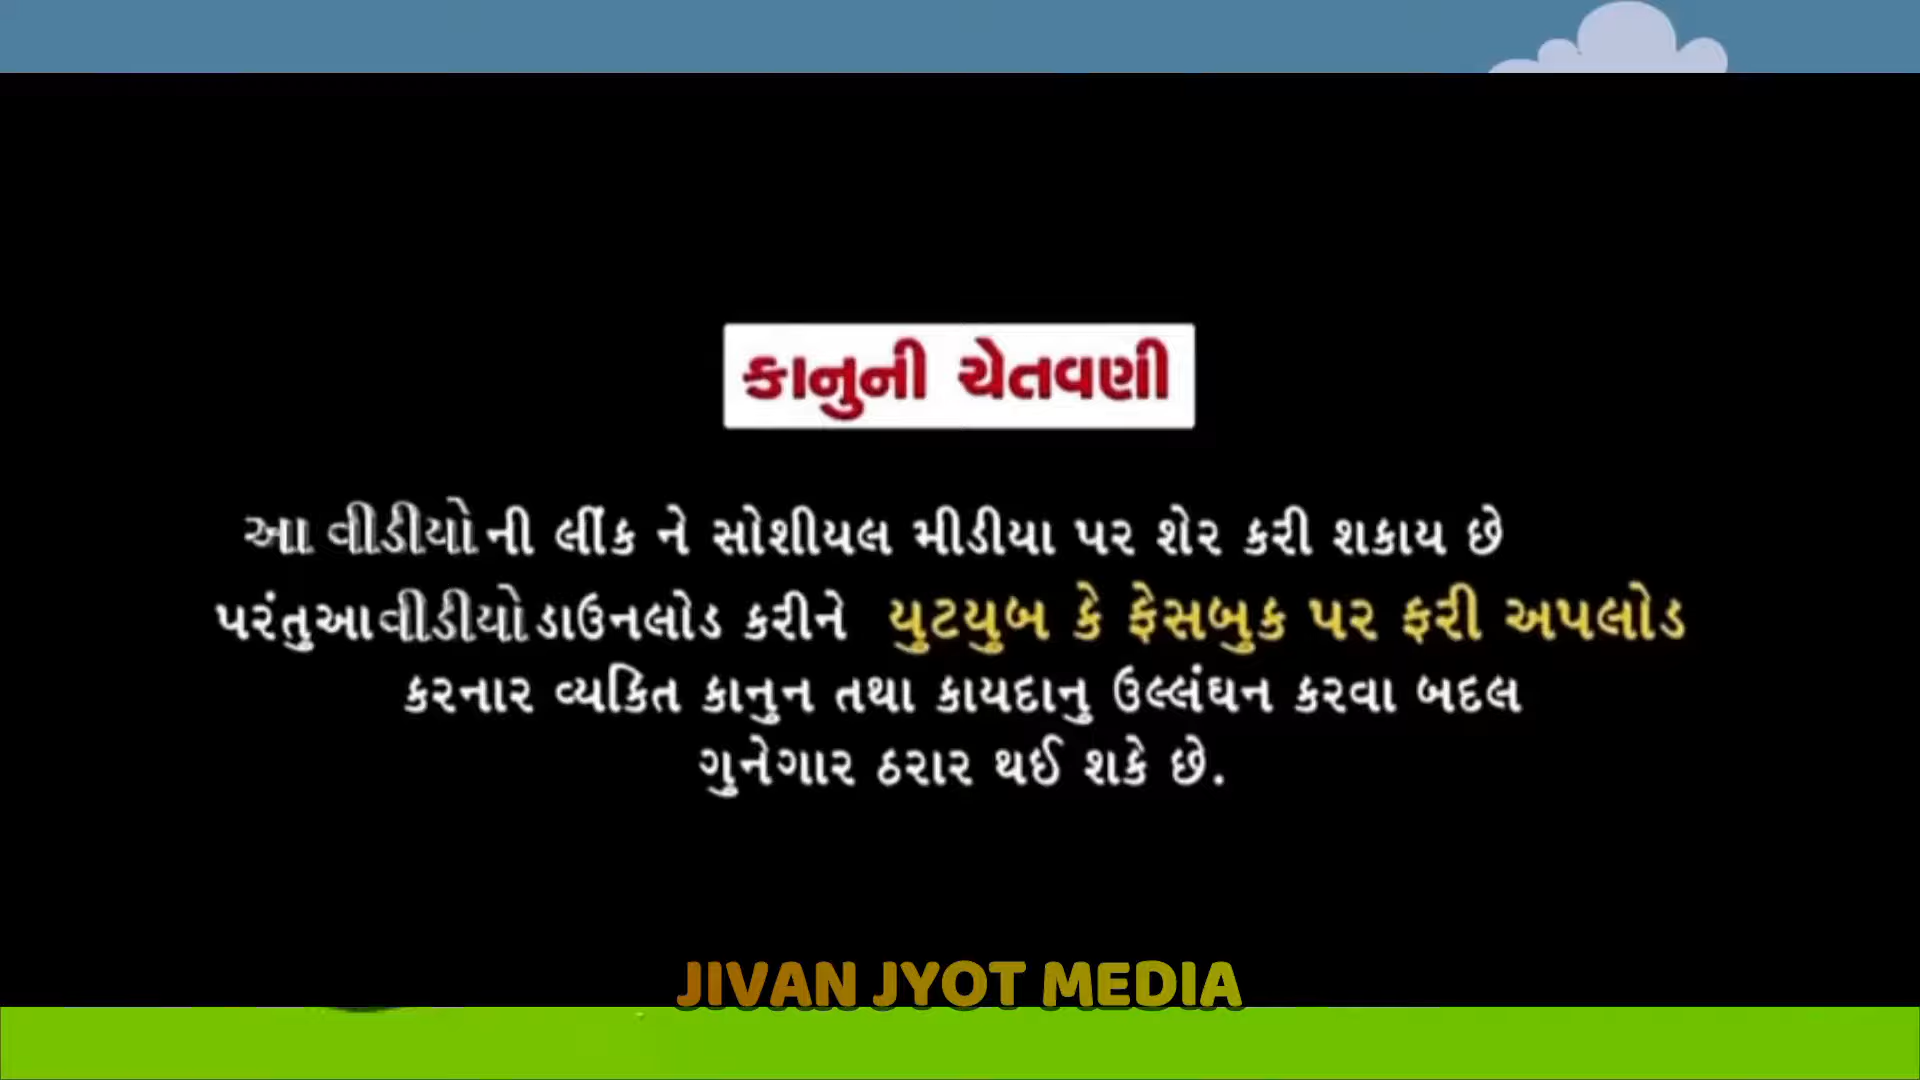 કાનુની ચેતવણી
આ વીડીયો ની લીંક ને સોશીયલ મીડીયા પર શેર કરી શકાય છે
પરંતુઆવીડીયો ડાઉનલોડ કરીને યુટયુબ કે ફેસબુક પર ફરી અપલોડ
કરનાર વ્યકિત કાનુન તથા કાયદાનુ ઉલ્લંઘન કરવા બદલ
ગુનેગાર ઠરાર થઈ શકે છે.
JIVAN JYOT MEDIA